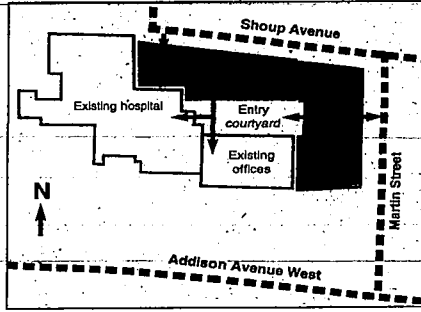 Shoup Avenue
Existing hospital
Entry
courtyard
Existing
offices
Martin Street
N
Addison Avenue West